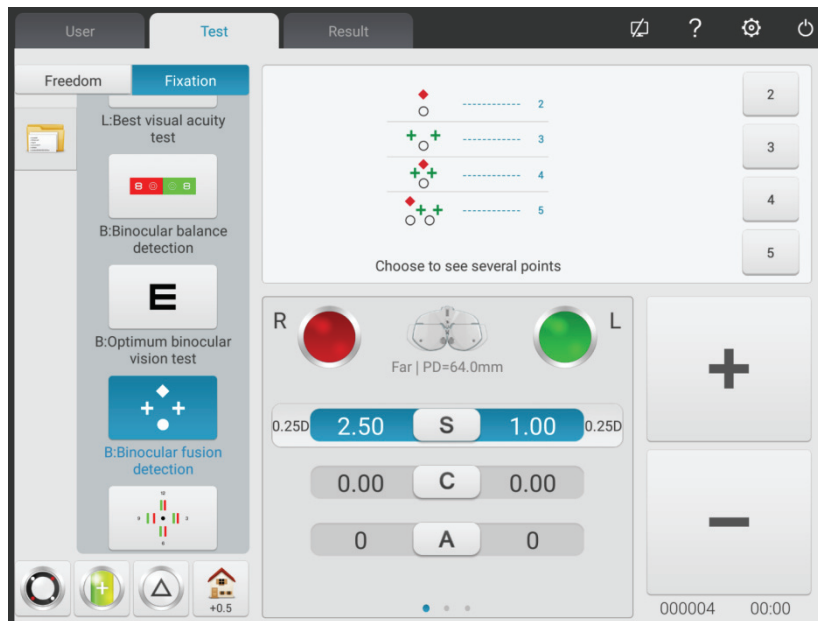 User
Test
Result
Freedom
Fixation
L:Best visual acuity
test
B:Binocular balance
detection
E
B:Optimum binocular
vision test
B:Binocular fusion
detection
+0.5
------------ 2
------------ 3
------------ 4
------------ 5
Choose to see several points
2
3
4
5
R
L
Far | PD=64.0mm
0.25D 2.50 S 1.00 0.25D
0.00 C 0.00
0 A 0
+
−
000004 00:00